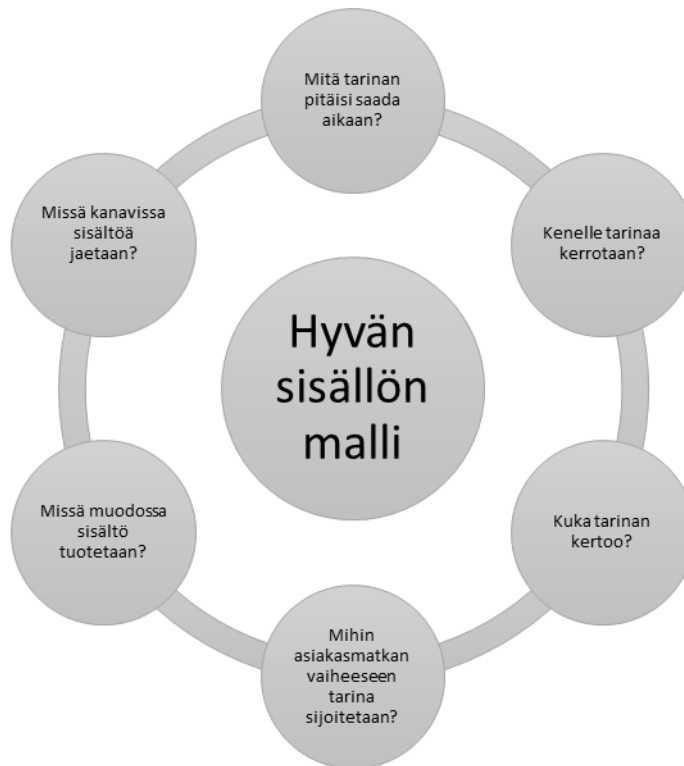 Mitä tarinan
pitäisi saada
aikaan?
Kenelle tarinaa
kerrotaan?
Kuka tarinan
kertoo?
Mihin
asiakasmatkan
vaiheeseen
tarina
sijoitetaan?
Missä muodossa
sisältö
tuotetaan?
Missä kanavissa
sisältöä
jaetaan?
Hyvän
sisällön
malli